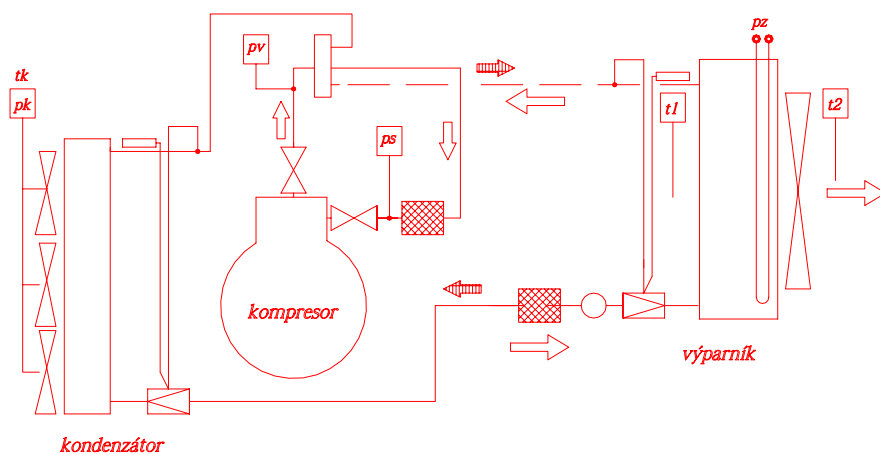 pz
pv
tk
pk
t1
t2
ps
kompresor
výparník
kondenzátor